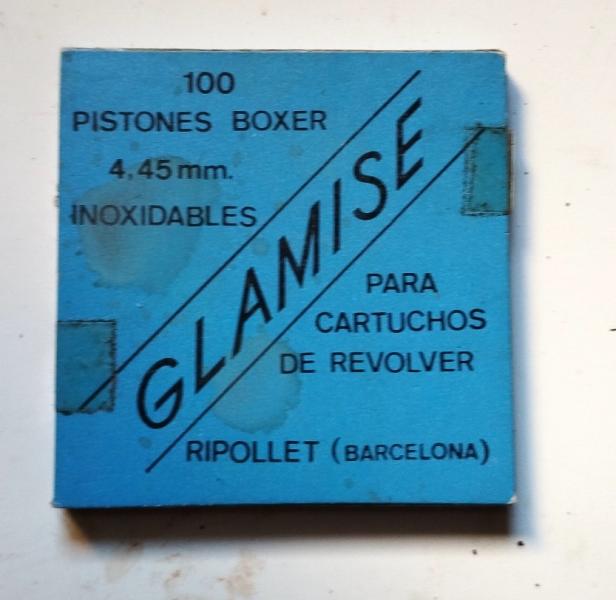 100
PISTONES BOXER
4,45 mm.
INOXIDABLES
GLAMISE
PARA
CARTUCHOS
DE REVOLVER
RIPOLLET (BARCELONA)